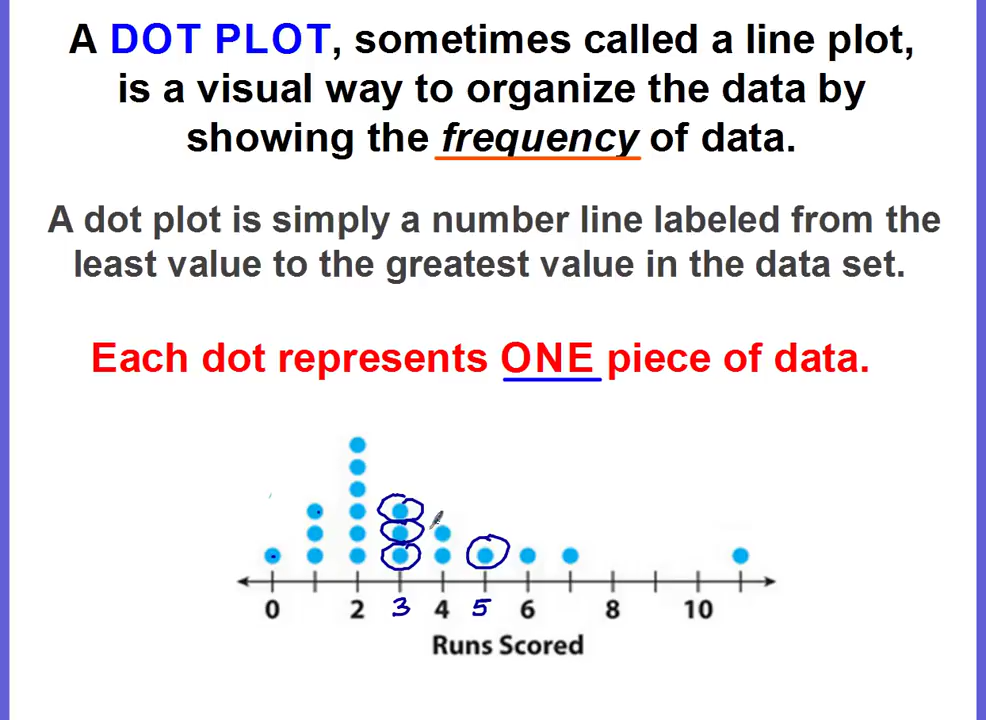 A DOT PLOT, sometimes called a line plot,
is a visual way to organize the data by
showing the frequency of data.
A dot plot is simply a number line labeled from the
least value to the greatest value in the data set.
Each dot represents ONE piece of data.
0 2 3 4 5 6 8 10
Runs Scored